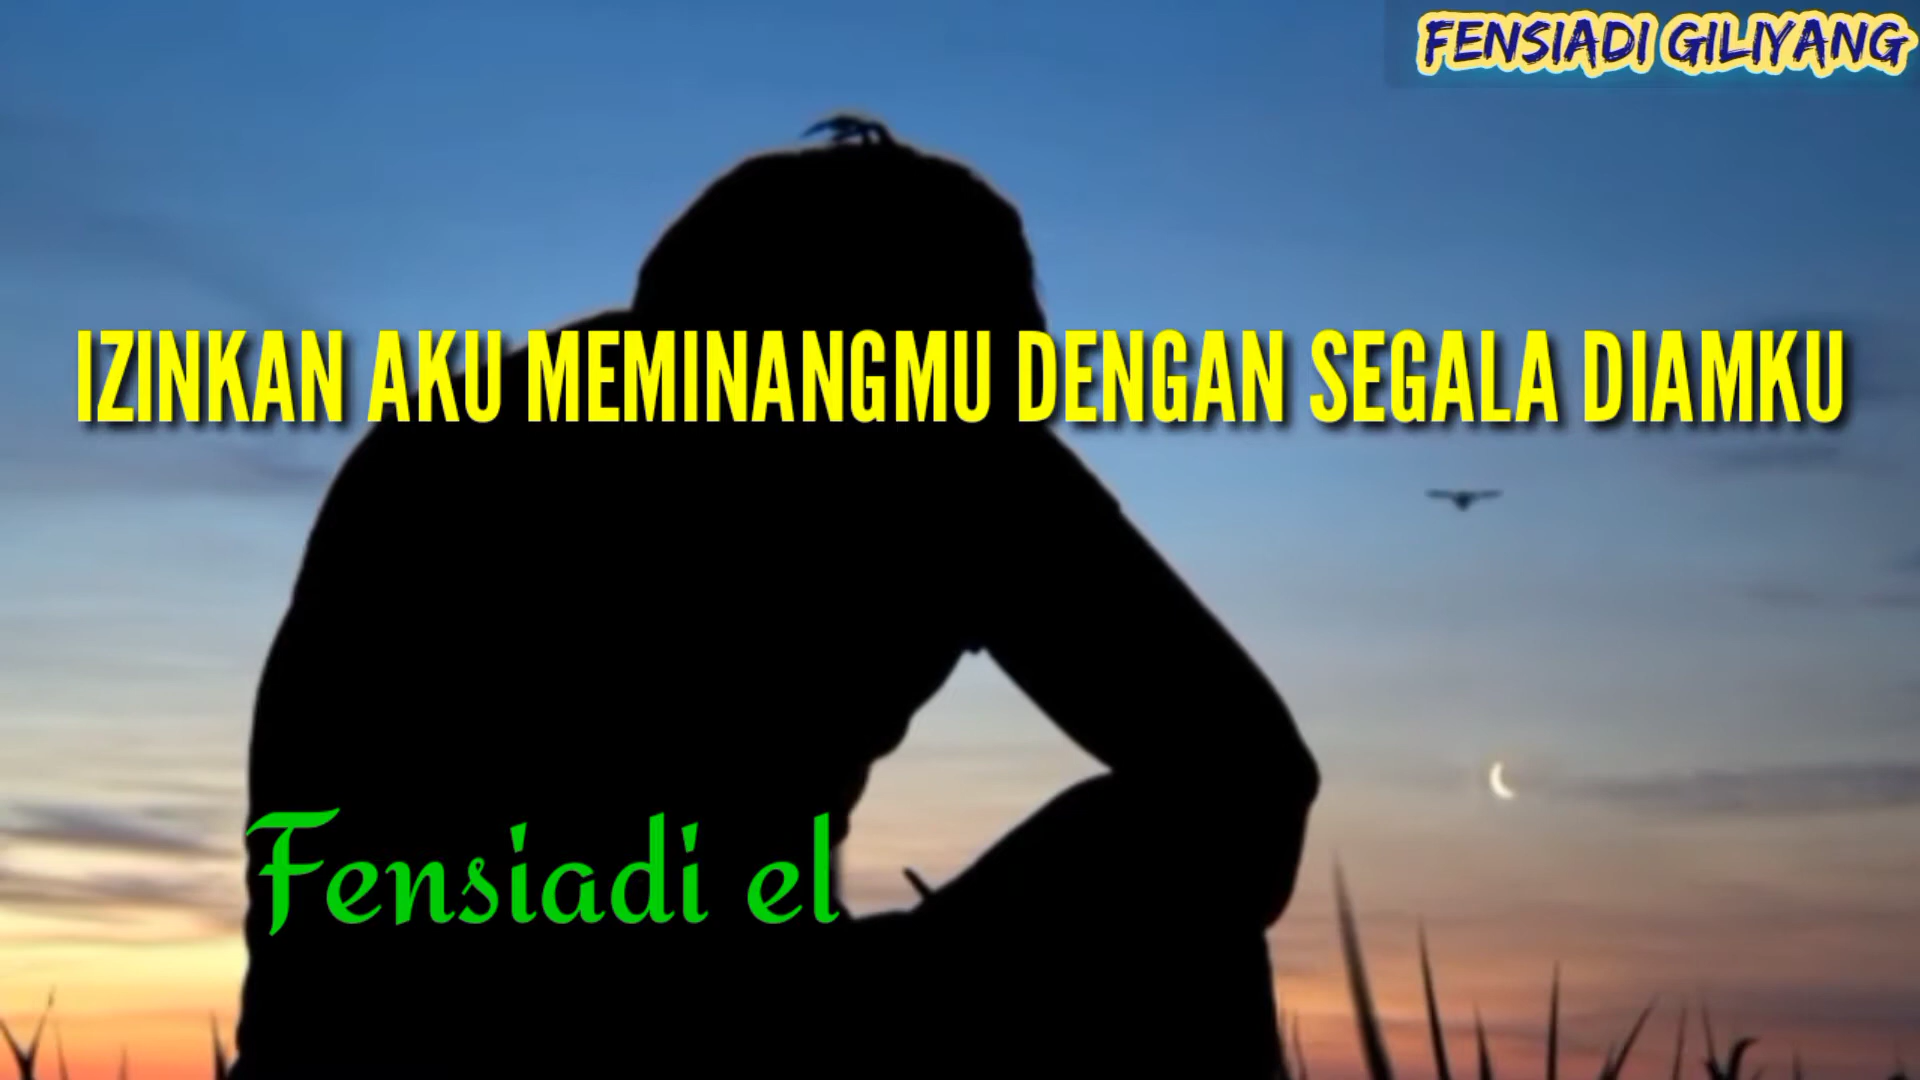 FENSIADI GILIYANG
IZINKAN AKU MEMINANGMU DENGAN SEGALA DIAMKU
Fensiadi el